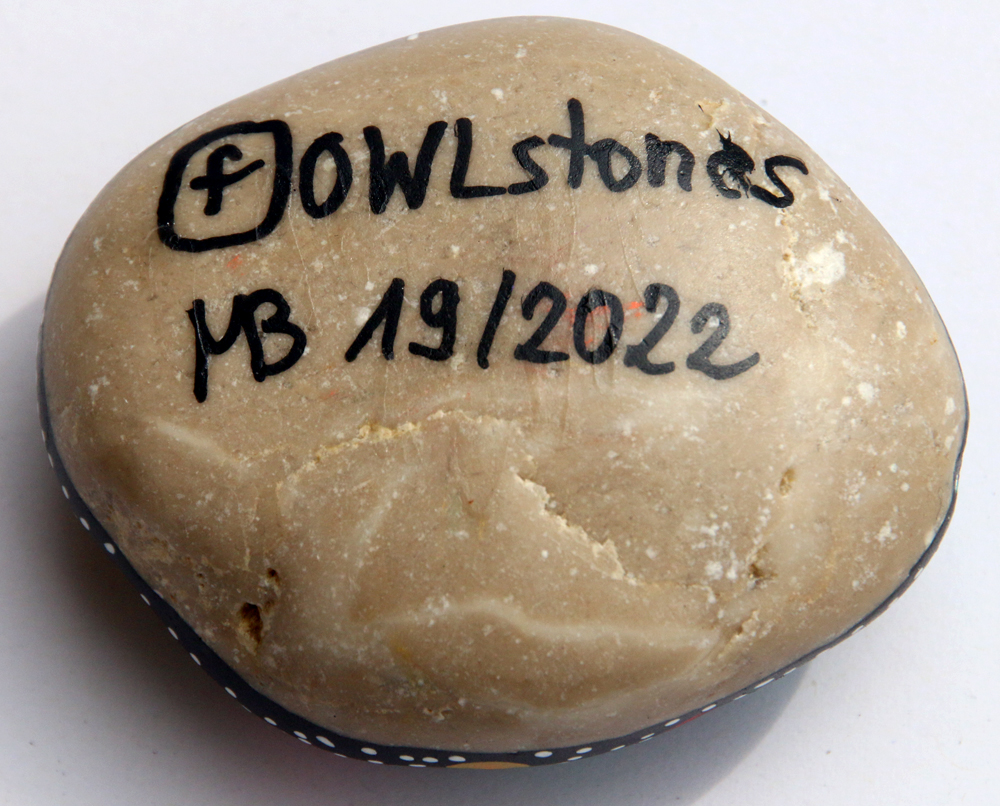 f OWLstones
MB 19/2022